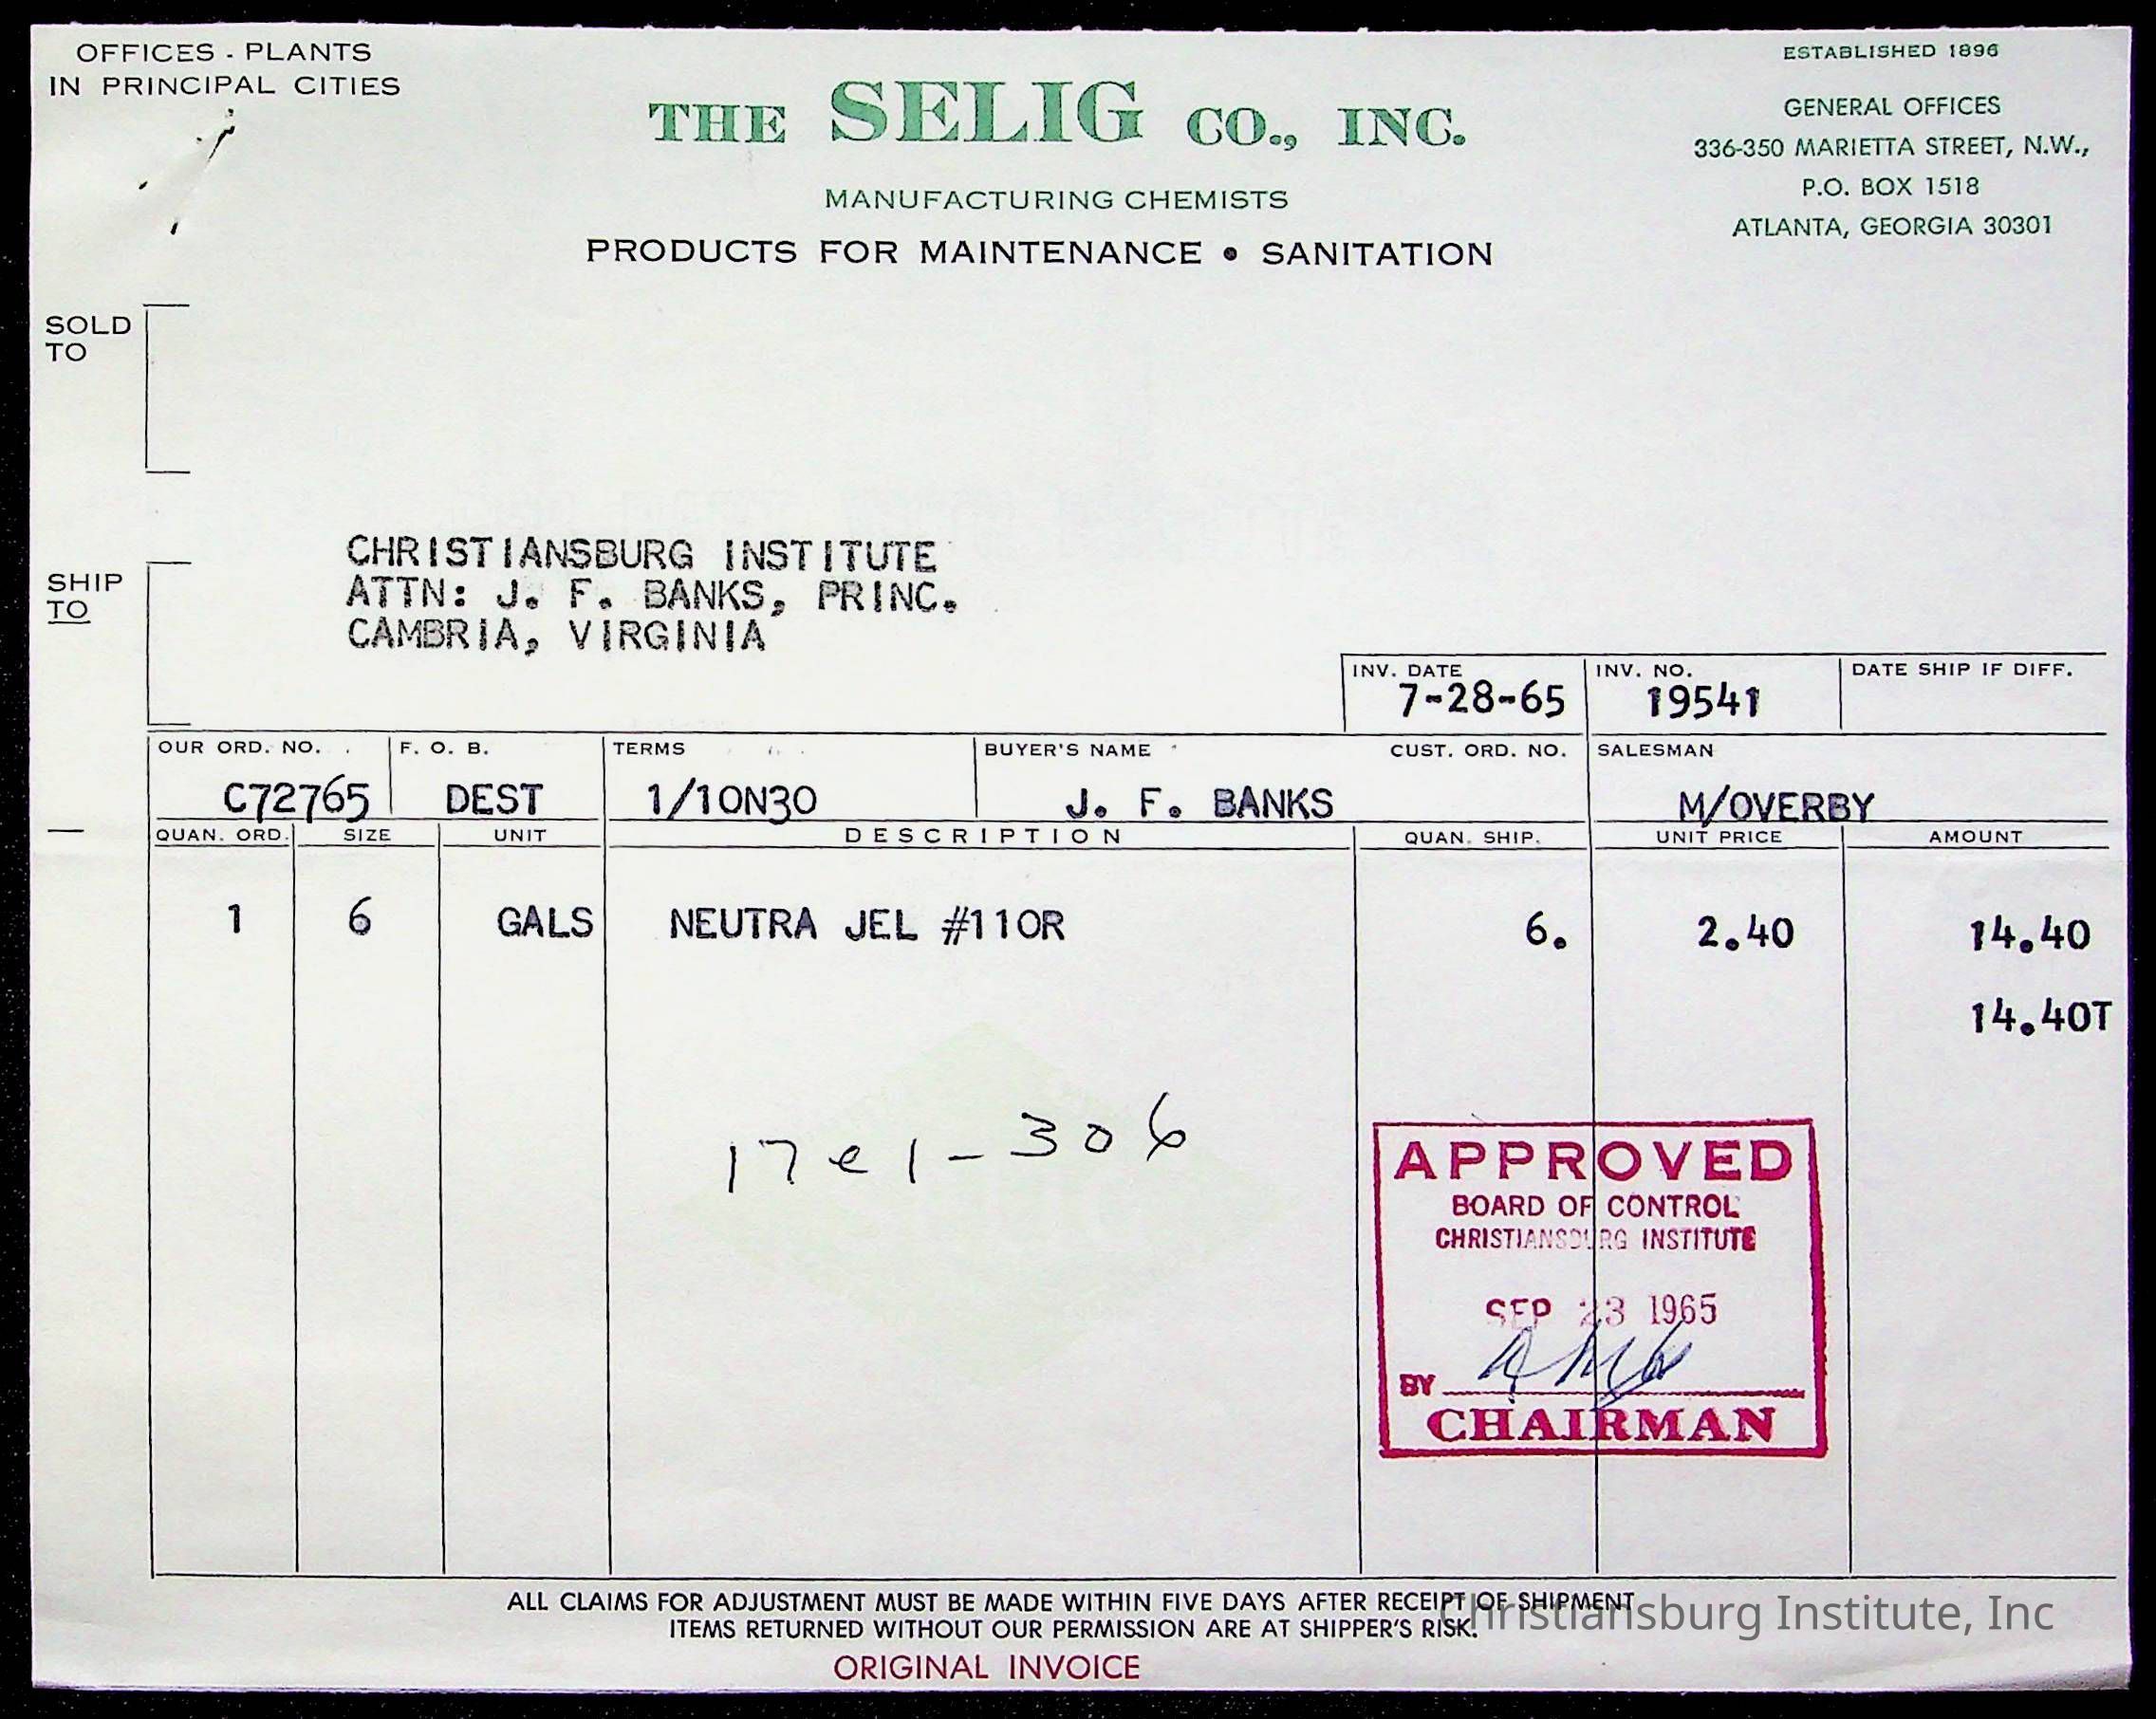 OFFICES - PLANTS
IN PRINCIPAL CITIES
THE SELIG CO., INC.
MANUFACTURING CHEMISTS
PRODUCTS FOR MAINTENANCE • SANITATION
ESTABLISHED 1896
GENERAL OFFICES
336-350 MARIETTA STREET, N.W.,
P.O. BOX 1518
ATLANTA, GEORGIA 30301
SOLD
TO
SHIP
TO
CHRISTIANSBURG INSTITUTE
ATTN: J. F. BANKS, PRINC.
CAMBRIA, VIRGINIA
INV. DATE INV. NO. DATE SHIP IF DIFF.
7-28-65 19541
OUR ORD. NO. F. O. B. TERMS BUYER'S NAME CUST. ORD. NO. SALESMAN
C72765 DEST 1/10N30 J. F. BANKS M/OVERBY
QUAN. ORD. SIZE UNIT DESCRIPTION QUAN. SHIP. UNIT PRICE AMOUNT
1 6 GALS NEUTRA JEL #110R 6. 2.40 14.40
14.40T
17e1-306
APPROVED
BOARD OF CONTROL
CHRISTIANSBURG INSTITUTE
SEP 23 1965
BY
CHAIRMAN
ALL CLAIMS FOR ADJUSTMENT MUST BE MADE WITHIN FIVE DAYS AFTER RECEIPT OF SHIPMENT
ITEMS RETURNED WITHOUT OUR PERMISSION ARE AT SHIPPER'S RISK.
ORIGINAL INVOICE
Christiansburg Institute, Inc